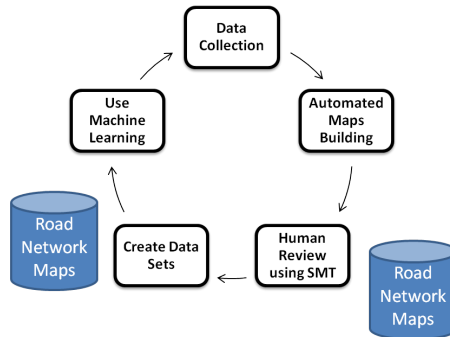 Data
Collection
Automated
Maps
Building
Human
Review
using SMT
Create Data
Sets
Use
Machine
Learning
Road
Network
Maps
Road
Network
Maps